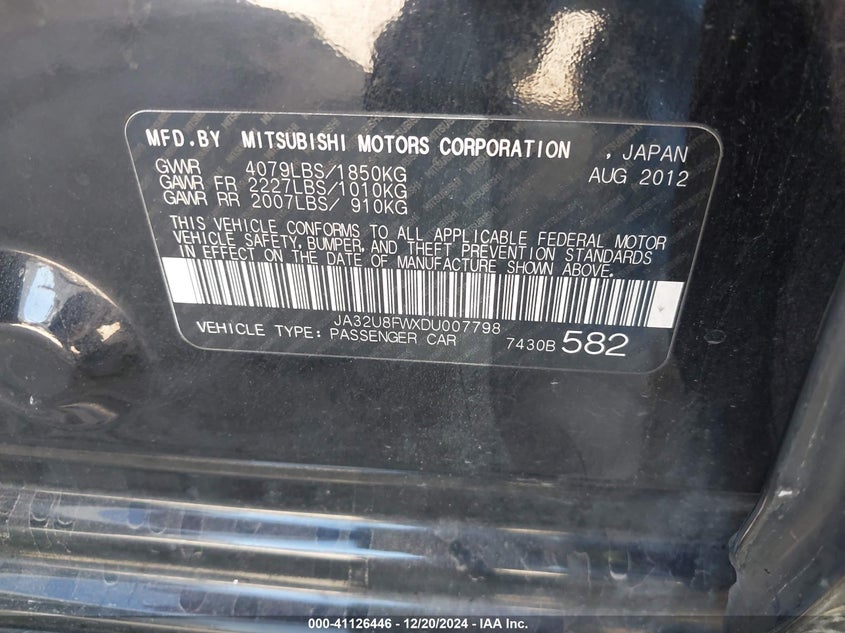 MFD.BY MITSUBISHI MOTORS CORPORATION , JAPAN
GVWR 4079LBS/1850KG AUG 2012
GAWR FR 2227LBS/1010KG
GAWR RR 2007LBS/ 910KG
THIS VEHICLE CONFORMS TO ALL APPLICABLE FEDERAL MOTOR
VEHICLE SAFETY, BUMPER, AND THEFT PREVENTION STANDARDS
IN EFFECT ON THE DATE OF MANUFACTURE SHOWN ABOVE.
JA32U8FWXDU007798
VEHICLE TYPE: PASSENGER CAR 7430B 582
000-41126446 - 12/20/2024 - IAA Inc.